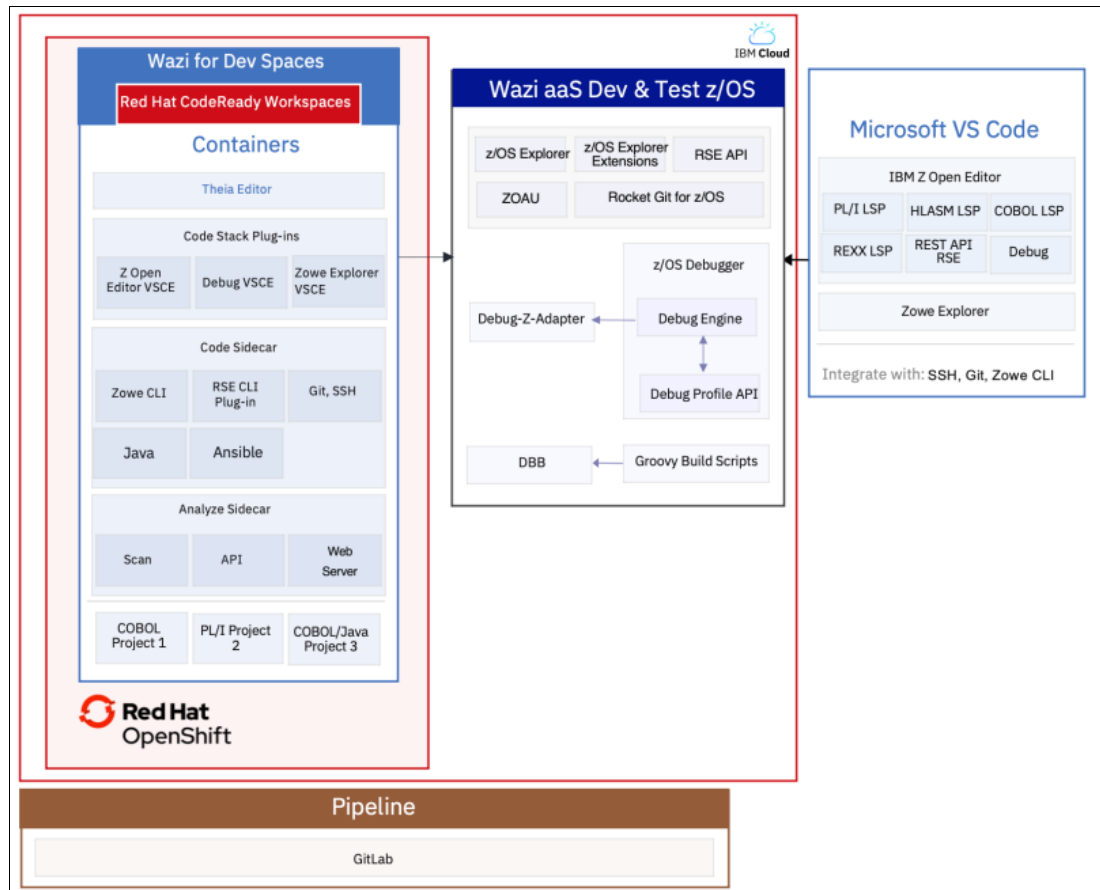 IBM Cloud
Wazi for Dev Spaces
Red Hat CodeReady Workspaces
Containers
Theia Editor
Code Stack Plug-ins
Z Open
Editor VSCE
Debug VSCE
Zowe Explorer
VSCE
Code Sidecar
Zowe CLI
RSE CLI
Plug-in
Git, SSH
Java
Ansible
Analyze Sidecar
Scan
API
Web
Server
COBOL
Project 1
PL/I Project
2
COBOL/Java
Project 3
Red Hat
OpenShift
Wazi aaS Dev & Test z/OS
z/OS Explorer
z/OS Explorer
Extensions
RSE API
ZOAU
Rocket Git for z/OS
z/OS Debugger
Debug-Z-Adapter
Debug Engine
Debug Profile API
DBB
Groovy Build Scripts
Microsoft VS Code
IBM Z Open Editor
PL/I LSP
HLASM LSP
COBOL LSP
REXX LSP
REST API
RSE
Debug
Zowe Explorer
Integrate with: SSH, Git, Zowe CLI
Pipeline
GitLab